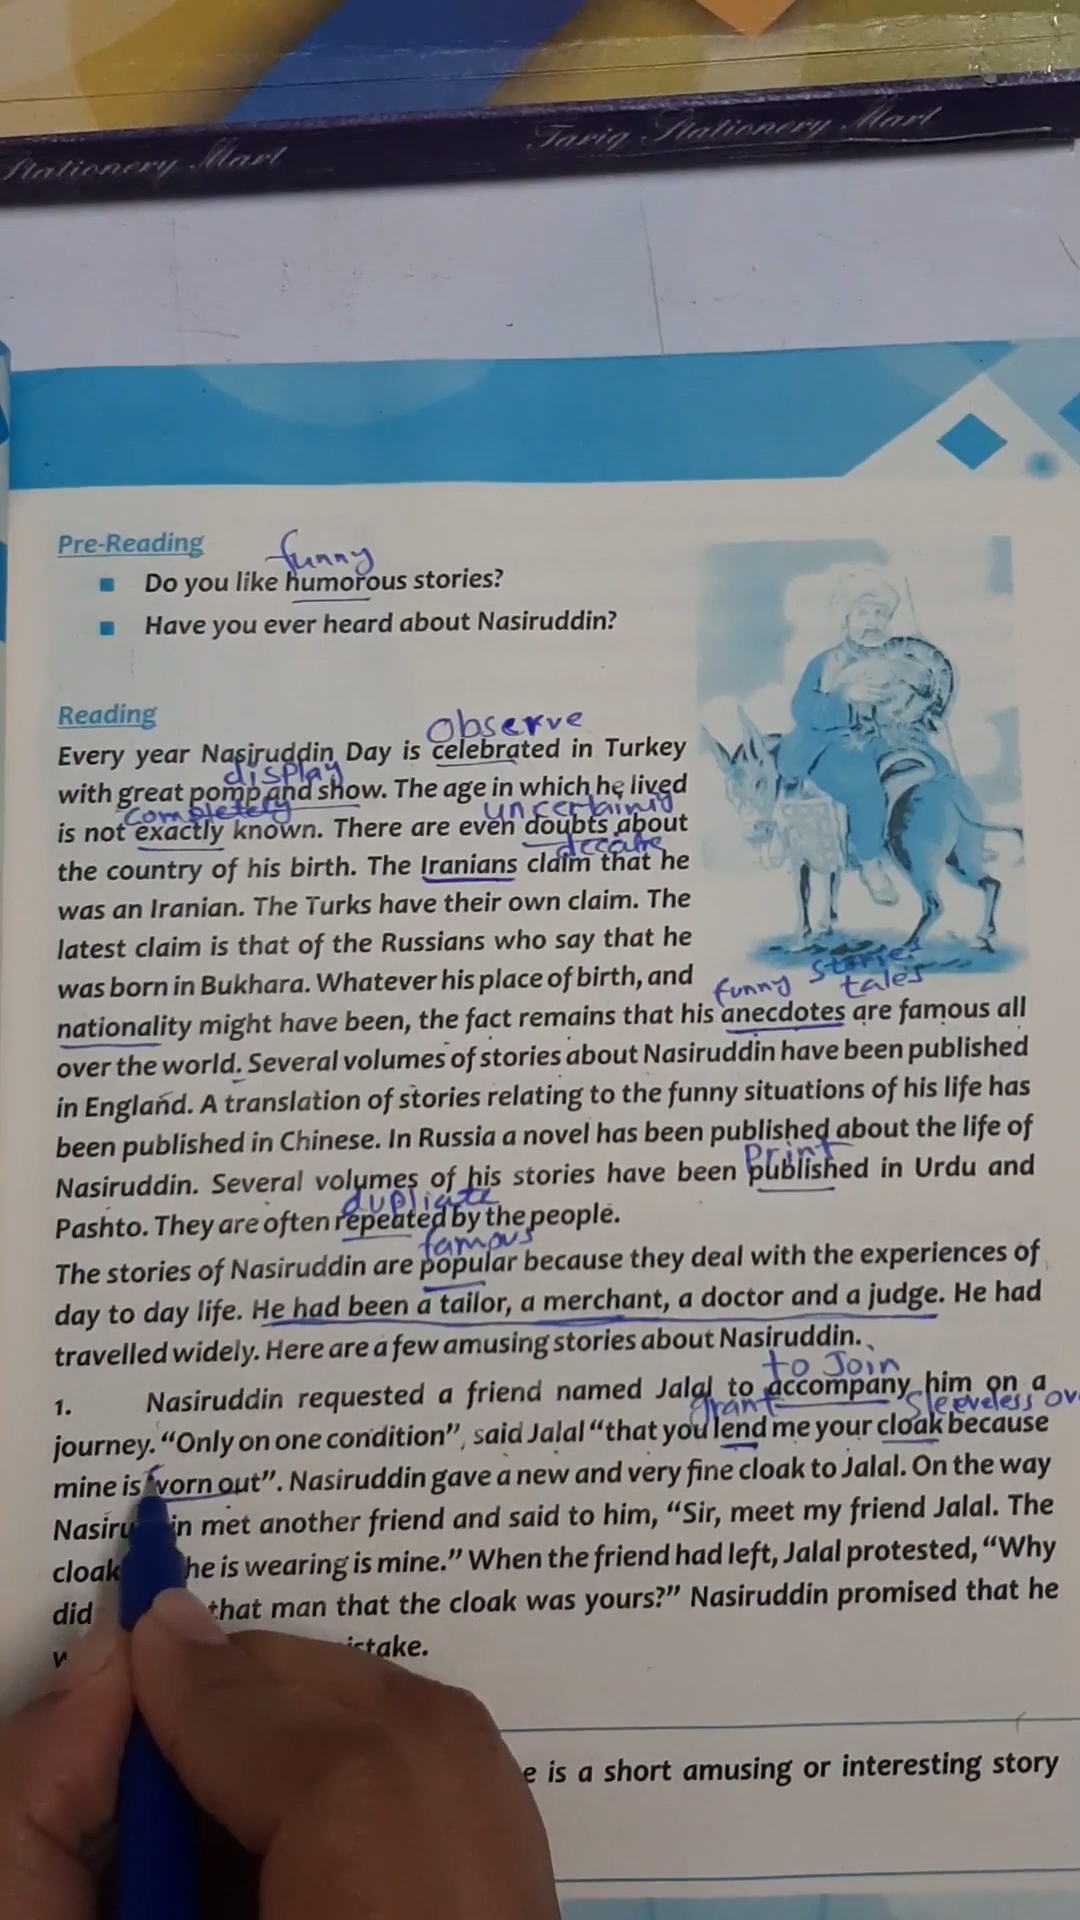 Stationery Mart
Tariq Stationery Mart
Pre-Reading
funny
Do you like humorous stories?
Have you ever heard about Nasiruddin?
Reading
observe
Every year Nasiruddin Day is celebrated in Turkey
display
with great pomp and show. The age in which he lived
completely uncertainig
is not exactly known. There are even doubts about
the country of his birth. The Iranians claim that he
was an Iranian. The Turks have their own claim. The
latest claim is that of the Russians who say that he
was born in Bukhara. Whatever his place of birth, and
funny stories
tales
nationality might have been, the fact remains that his anecdotes are famous all
over the world. Several volumes of stories about Nasiruddin have been published
in England. A translation of stories relating to the funny situations of his life has
been published in Chinese. In Russia a novel has been published about the life of
print
Nasiruddin. Several volumes of his stories have been published in Urdu and
dupliate
Pashto. They are often repeated by the people.
famous
The stories of Nasiruddin are popular because they deal with the experiences of
day to day life. He had been a tailor, a merchant, a doctor and a judge. He had
travelled widely. Here are a few amusing stories about Nasiruddin.
to Join
1. Nasiruddin requested a friend named Jalal to accompany him on a
grant Sleeveless ov
journey. “Only on one condition”, said Jalal “that you lend me your cloak because
mine is worn out”. Nasiruddin gave a new and very fine cloak to Jalal. On the way
met another friend and said to him, “Sir, meet my friend Jalal. The
cloak he is wearing is mine.” When the friend had left, Jalal protested, “Why
did that man that the cloak was yours?” Nasiruddin promised that he
is a short amusing or interesting story